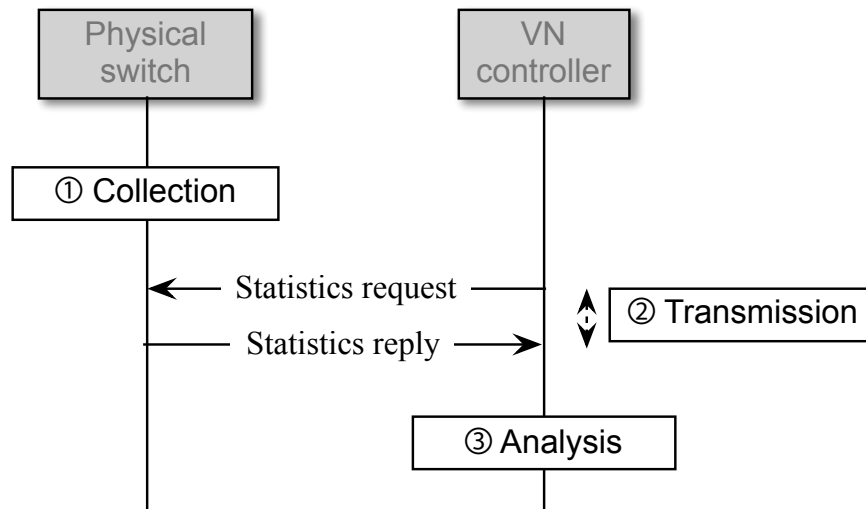 Physical
switch
VN
controller
① Collection
Statistics request
② Transmission
Statistics reply
③ Analysis